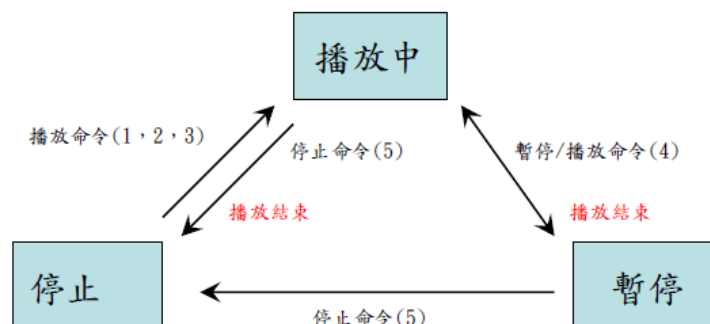 播放中
播放命令(1，2，3)
停止命令(5)
暫停/播放命令(4)
播放結束
播放結束
停止
暫停
停止命令(5)